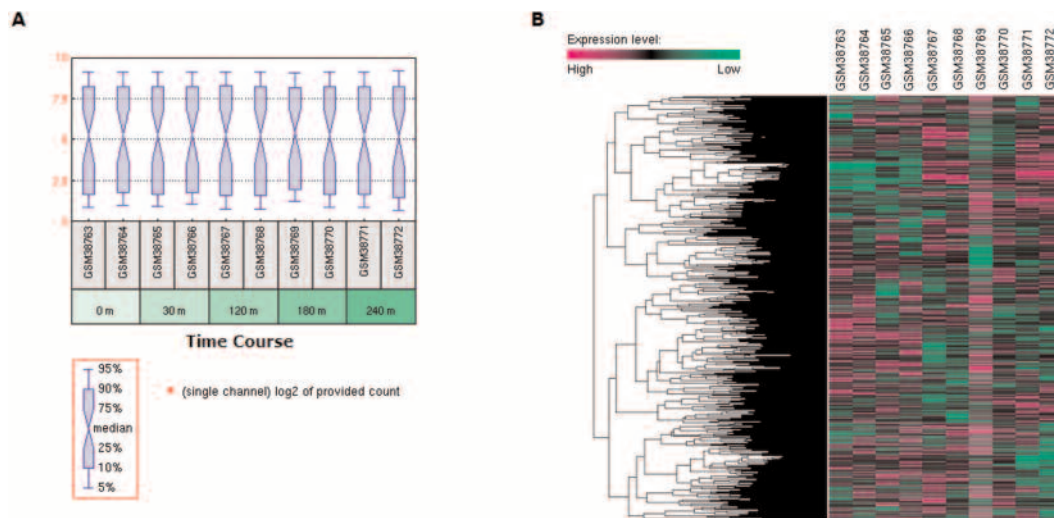 A
10
7.5
5
2.5
0
GSM38763
GSM38764
GSM38765
GSM38766
GSM38767
GSM38768
GSM38769
GSM38770
GSM38771
GSM38772
0 m 30 m 120 m 180 m 240 m
Time Course
95%
90%
75%
median
25%
10%
5%
(single channel) log2 of provided count
B
Expression level:
High Low
GSM38763
GSM38764
GSM38765
GSM38766
GSM38767
GSM38768
GSM38769
GSM38770
GSM38771
GSM38772